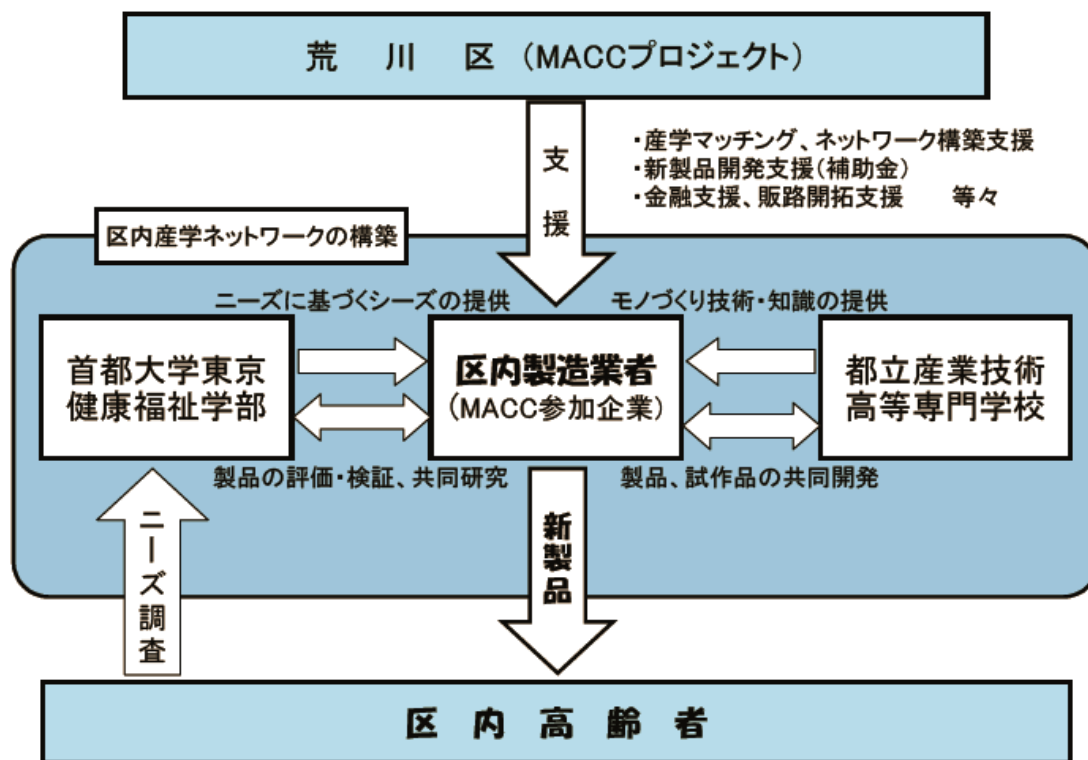 荒川区（MACCプロジェクト）
支援
・産学マッチング、ネットワーク構築支援
・新製品開発支援（補助金）
・金融支援、販路開拓支援　　等々
区内産学ネットワークの構築
ニーズに基づくシーズの提供
モノづくり技術・知識の提供
首都大学東京
健康福祉学部
区内製造業者
（MACC参加企業）
都立産業技術
高等専門学校
製品の評価・検証、共同研究
製品、試作品の共同開発
ニーズ調査
新製品
区内高齢者